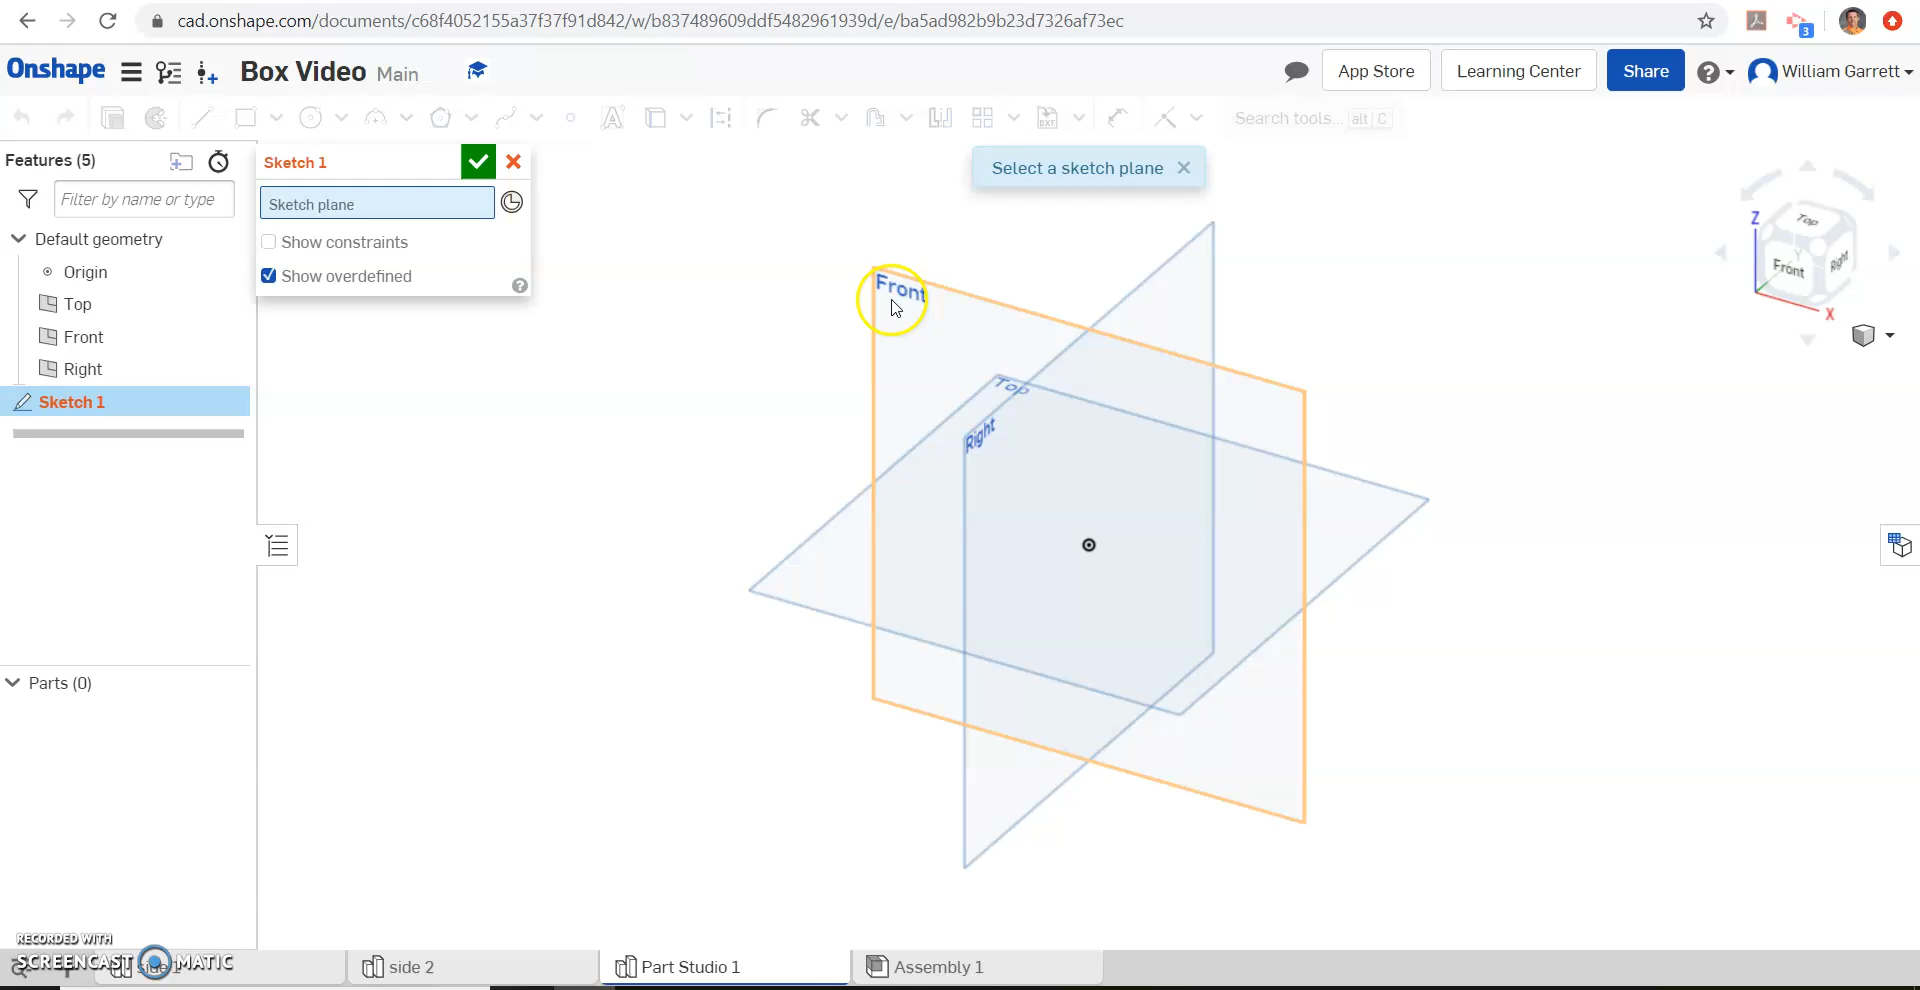 cad.onshape.com/documents/c68f4052155a37f37f91d842/w/b837489609ddf5482961939d/e/ba5ad982b9b23d7326af73ec
3
Onshape Box Video Main App Store Learning Center Share William Garrett
Search tools... alt C
Features (5)
Filter by name or type
Default geometry
Origin
Top
Front
Right
Sketch 1
Parts (0)
Sketch 1
Sketch plane
Show constraints
Show overdefined
Select a sketch plane
Front
Top
Right
Z
Top
Front
Y
Right
X
RECORDED WITH
SCREENCAST MATIC
side 2 Part Studio 1 Assembly 1